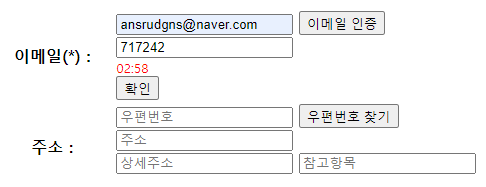 ansrudgns@naver.com 이메일 인증
이메일(*) : 717242
02:58
확인
우편번호 우편번호 찾기
주소 : 주소
상세주소 참고항목